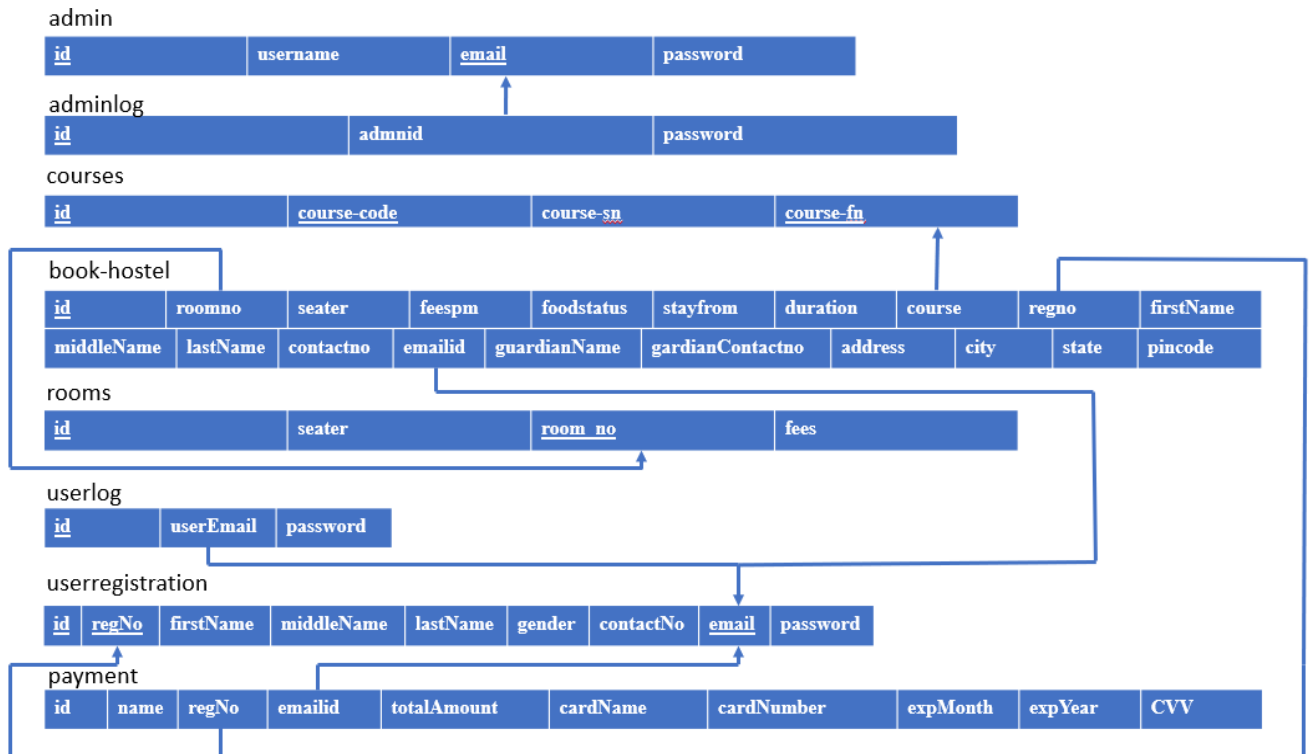 admin
id username email password
adminlog
id admnid password
courses
id course-code course-sn course-fn
book-hostel
id roomno seater feespm foodstatus stayfrom duration course regno firstName
middleName lastName contactno emailid guardianName gardianContactno address city state pincode
rooms
id seater room_no fees
userlog
id userEmail password
userregistration
id regNo firstName middleName lastName gender contactNo email password
payment
id name regNo emailid totalAmount cardName cardNumber expMonth expYear CVV